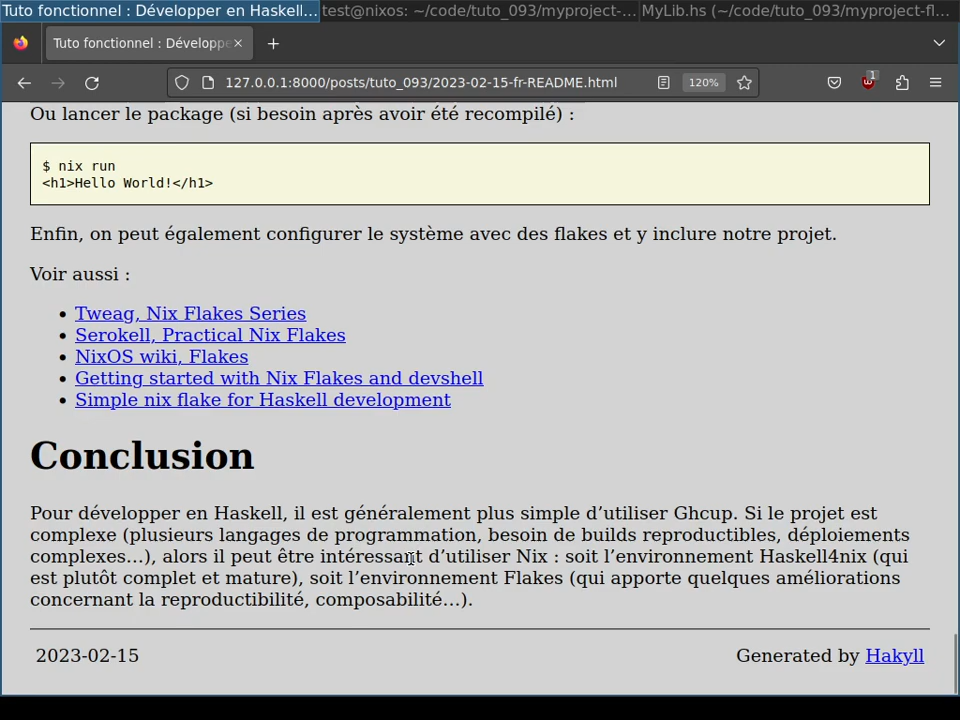 Tuto fonctionnel : Développer en Haskell… test@nixos: ~/code/tuto_093/myproject-… MyLib.hs (~/code/tuto_093/myproject-fl…
Tuto fonctionnel : Développe
127.0.0.1:8000/posts/tuto_093/2023-02-15-fr-README.html 120% 1
Ou lancer le package (si besoin après avoir été recompilé) :
$ nix run
<h1>Hello World!</h1>
Enfin, on peut également configurer le système avec des flakes et y inclure notre projet.
Voir aussi :
• Tweag, Nix Flakes Series
• Serokell, Practical Nix Flakes
• NixOS wiki, Flakes
• Getting started with Nix Flakes and devshell
• Simple nix flake for Haskell development
Conclusion
Pour développer en Haskell, il est généralement plus simple d’utiliser Ghcup. Si le projet est
complexe (plusieurs langages de programmation, besoin de builds reproductibles, déploiements
complexes…), alors il peut être intéressant d’utiliser Nix : soit l’environnement Haskell4nix (qui
est plutôt complet et mature), soit l’environnement Flakes (qui apporte quelques améliorations
concernant la reproductibilité, composabilité…).
2023-02-15 Generated by Hakyll